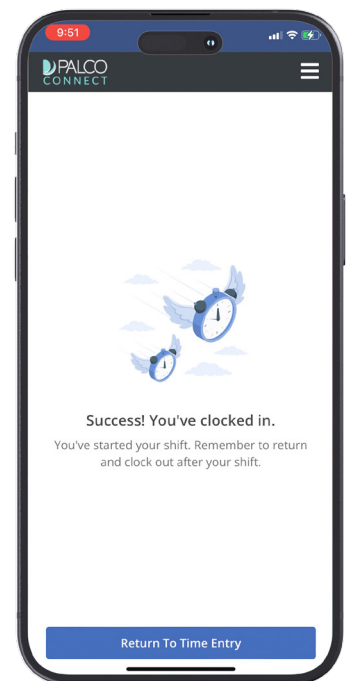 9:51
PALCO
CONNECT
Success! You've clocked in.
You've started your shift. Remember to return
and clock out after your shift.
Return To Time Entry